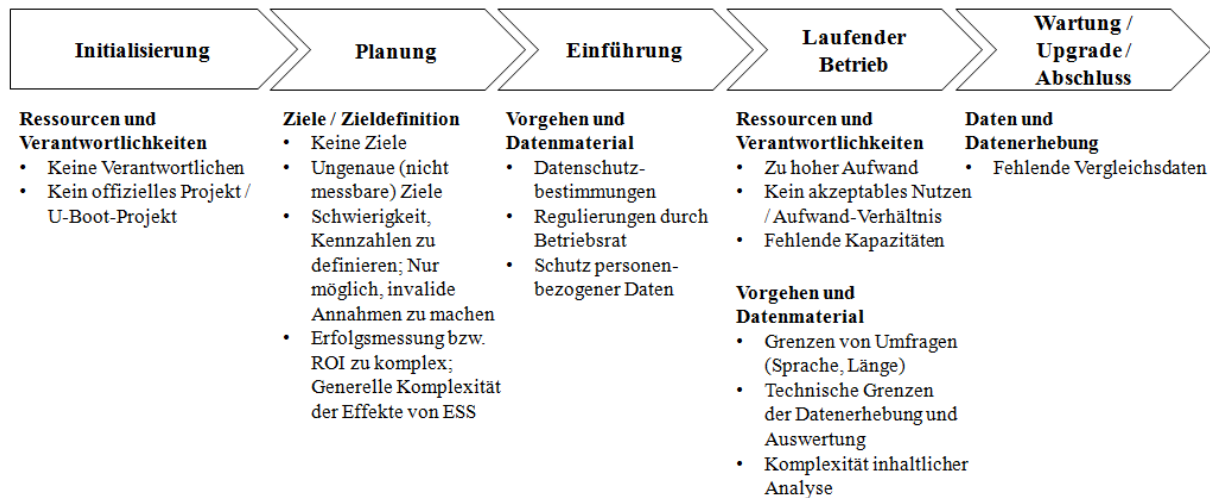 Initialisierung
Planung
Einführung
Laufender
Betrieb
Wartung /
Upgrade /
Abschluss
Ressourcen und
Verantwortlichkeiten
• Keine Verantwortlichen
• Kein offizielles Projekt /
U-Boot-Projekt
Ziele / Zieldefinition
• Keine Ziele
• Ungenaue (nicht
messbare) Ziele
• Schwierigkeit,
Kennzahlen zu
definieren; Nur
möglich, invalide
Annahmen zu machen
• Erfolgsmessung bzw.
ROI zu komplex;
Generelle Komplexität
der Effekte von ESS
Vorgehen und
Datenmaterial
• Datenschutz-
bestimmungen
• Regulierungen durch
Betriebsrat
• Schutz personen-
bezogener Daten
Ressourcen und
Verantwortlichkeiten
• Zu hoher Aufwand
• Kein akzeptables Nutzen
/ Aufwand-Verhältnis
• Fehlende Kapazitäten
Vorgehen und
Datenmaterial
• Grenzen von Umfragen
(Sprache, Länge)
• Technische Grenzen
der Datenerhebung und
Auswertung
• Komplexität inhaltlicher
Analyse
Daten und
Datenerhebung
• Fehlende Vergleichsdaten